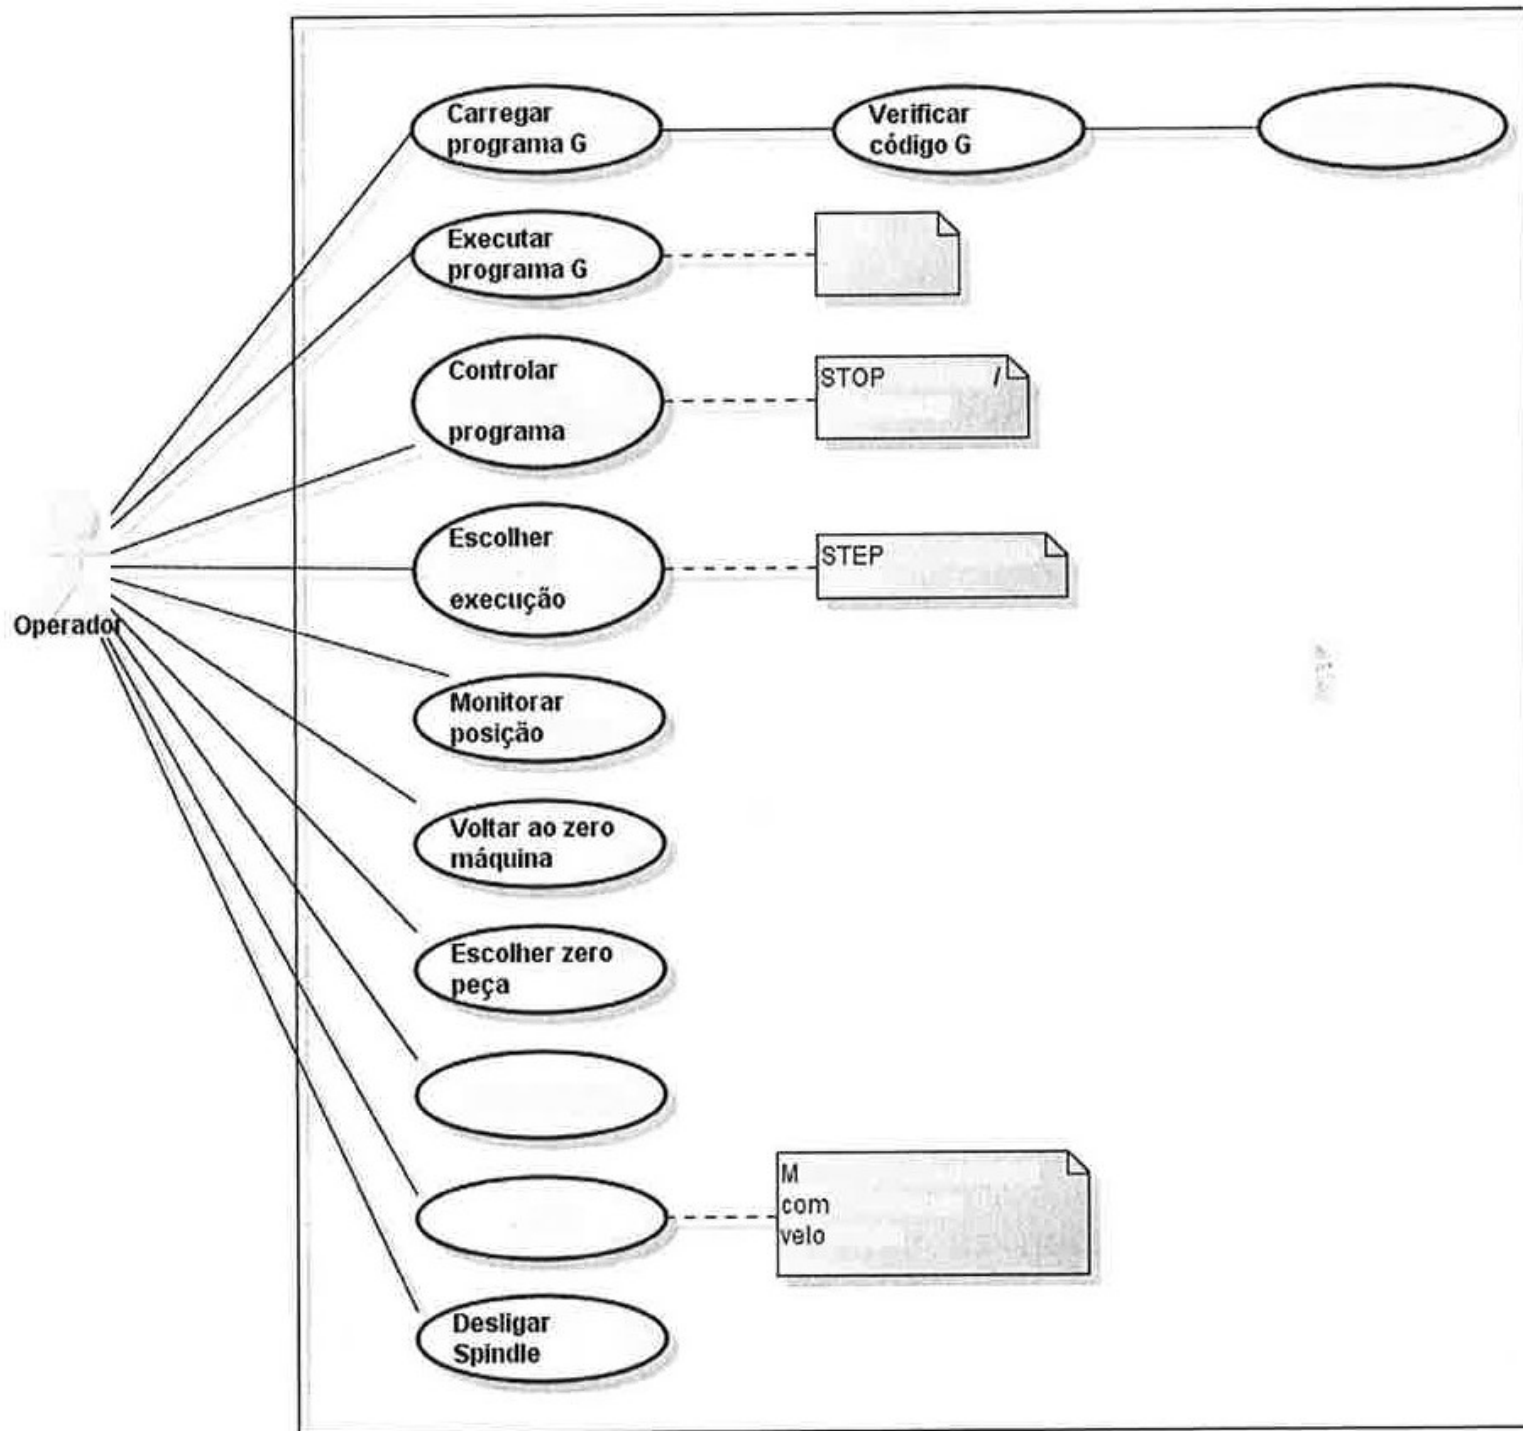 Carregar
programa G
Verificar
código G
Executar
programa G
Controlar
programa
STOP /
Escolher
execução
STEP
Operador
Monitorar
posição
Voltar ao zero
máquina
Escolher zero
peça
M
com
velo
Desligar
Spindle